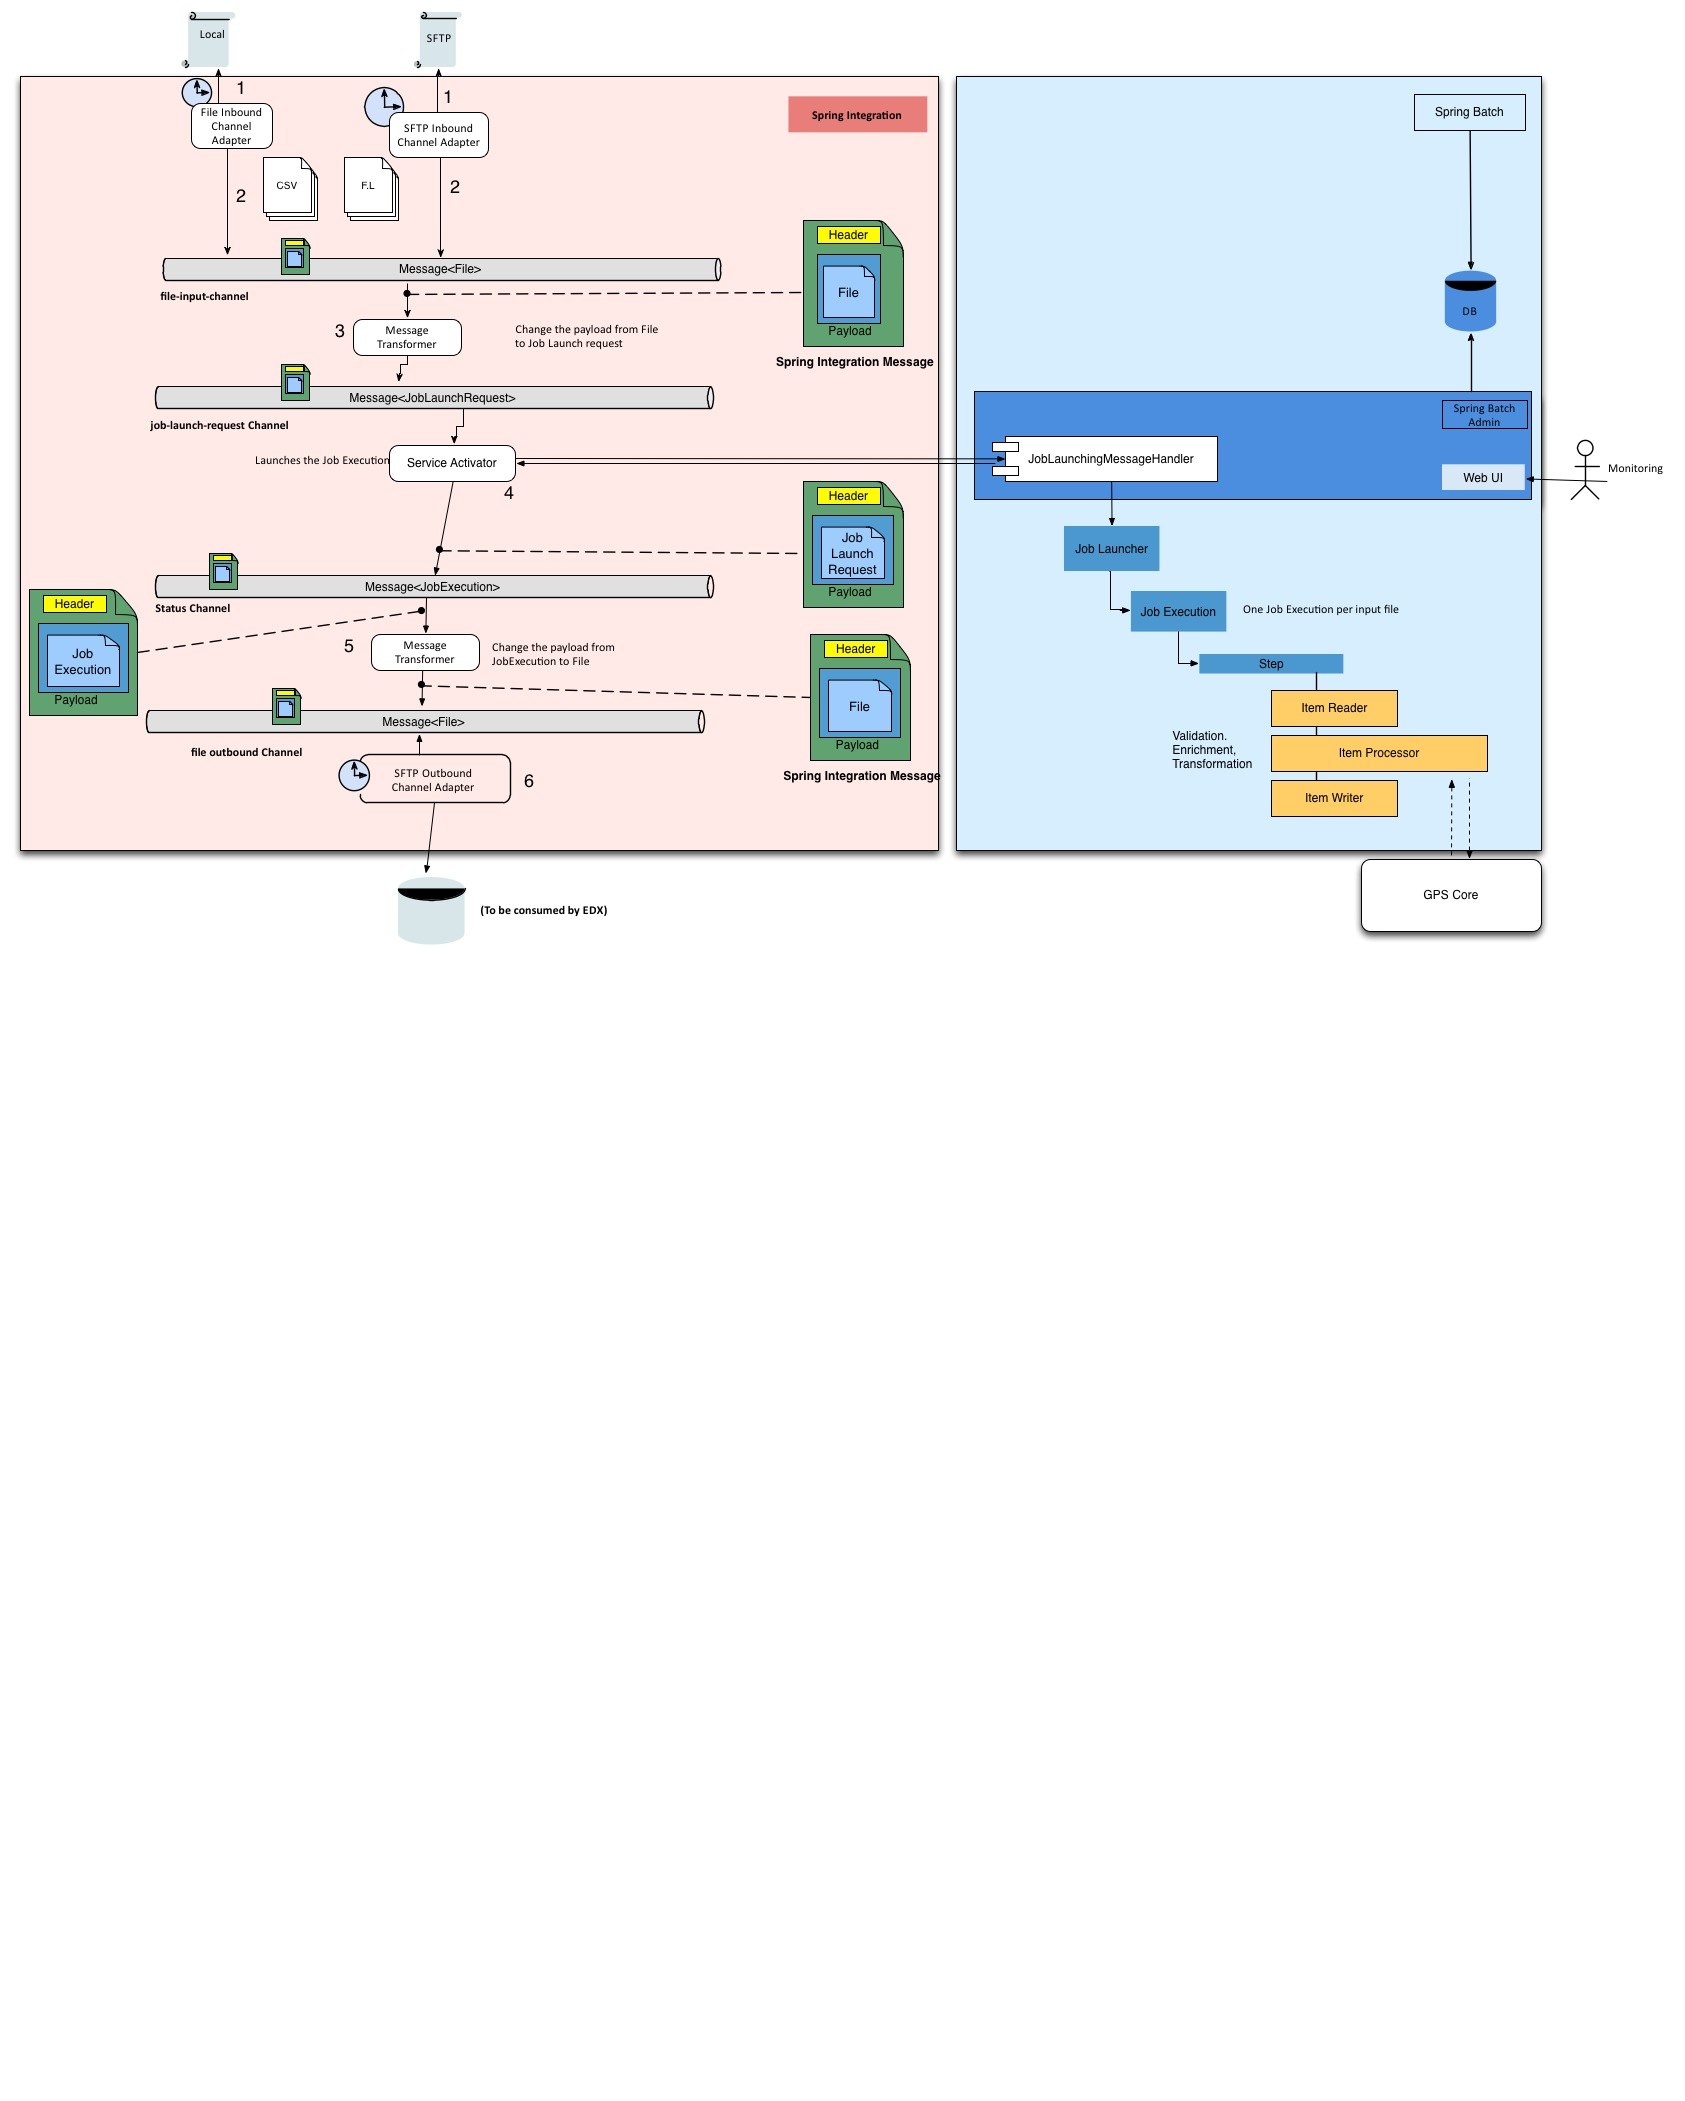 Local
SFTP
1
File Inbound
Channel
Adapter
1
SFTP Inbound
Channel Adapter
Spring Integration
2
CSV
F.L
2
Header
File
Payload
Spring Integration Message
Message<File>
file-input-channel
3
Message
Transformer
Change the payload from File
to Job Launch request
Message<JobLaunchRequest>
job-launch-request Channel
Launches the Job Execution
Service Activator
4
Header
Job
Launch
Request
Payload
Message<JobExecution>
Status Channel
Header
Job
Execution
Payload
5
Message
Transformer
Change the payload from
JobExecution to File
Header
File
Payload
Spring Integration Message
Message<File>
file outbound Channel
SFTP Outbound
Channel Adapter
6
(To be consumed by EDX)
Spring Batch
DB
Spring Batch
Admin
JobLaunchingMessageHandler
Web UI
Monitoring
Job Launcher
Job Execution
One Job Execution per input file
Step
Item Reader
Validation.
Enrichment,
Transformation
Item Processor
Item Writer
GPS Core